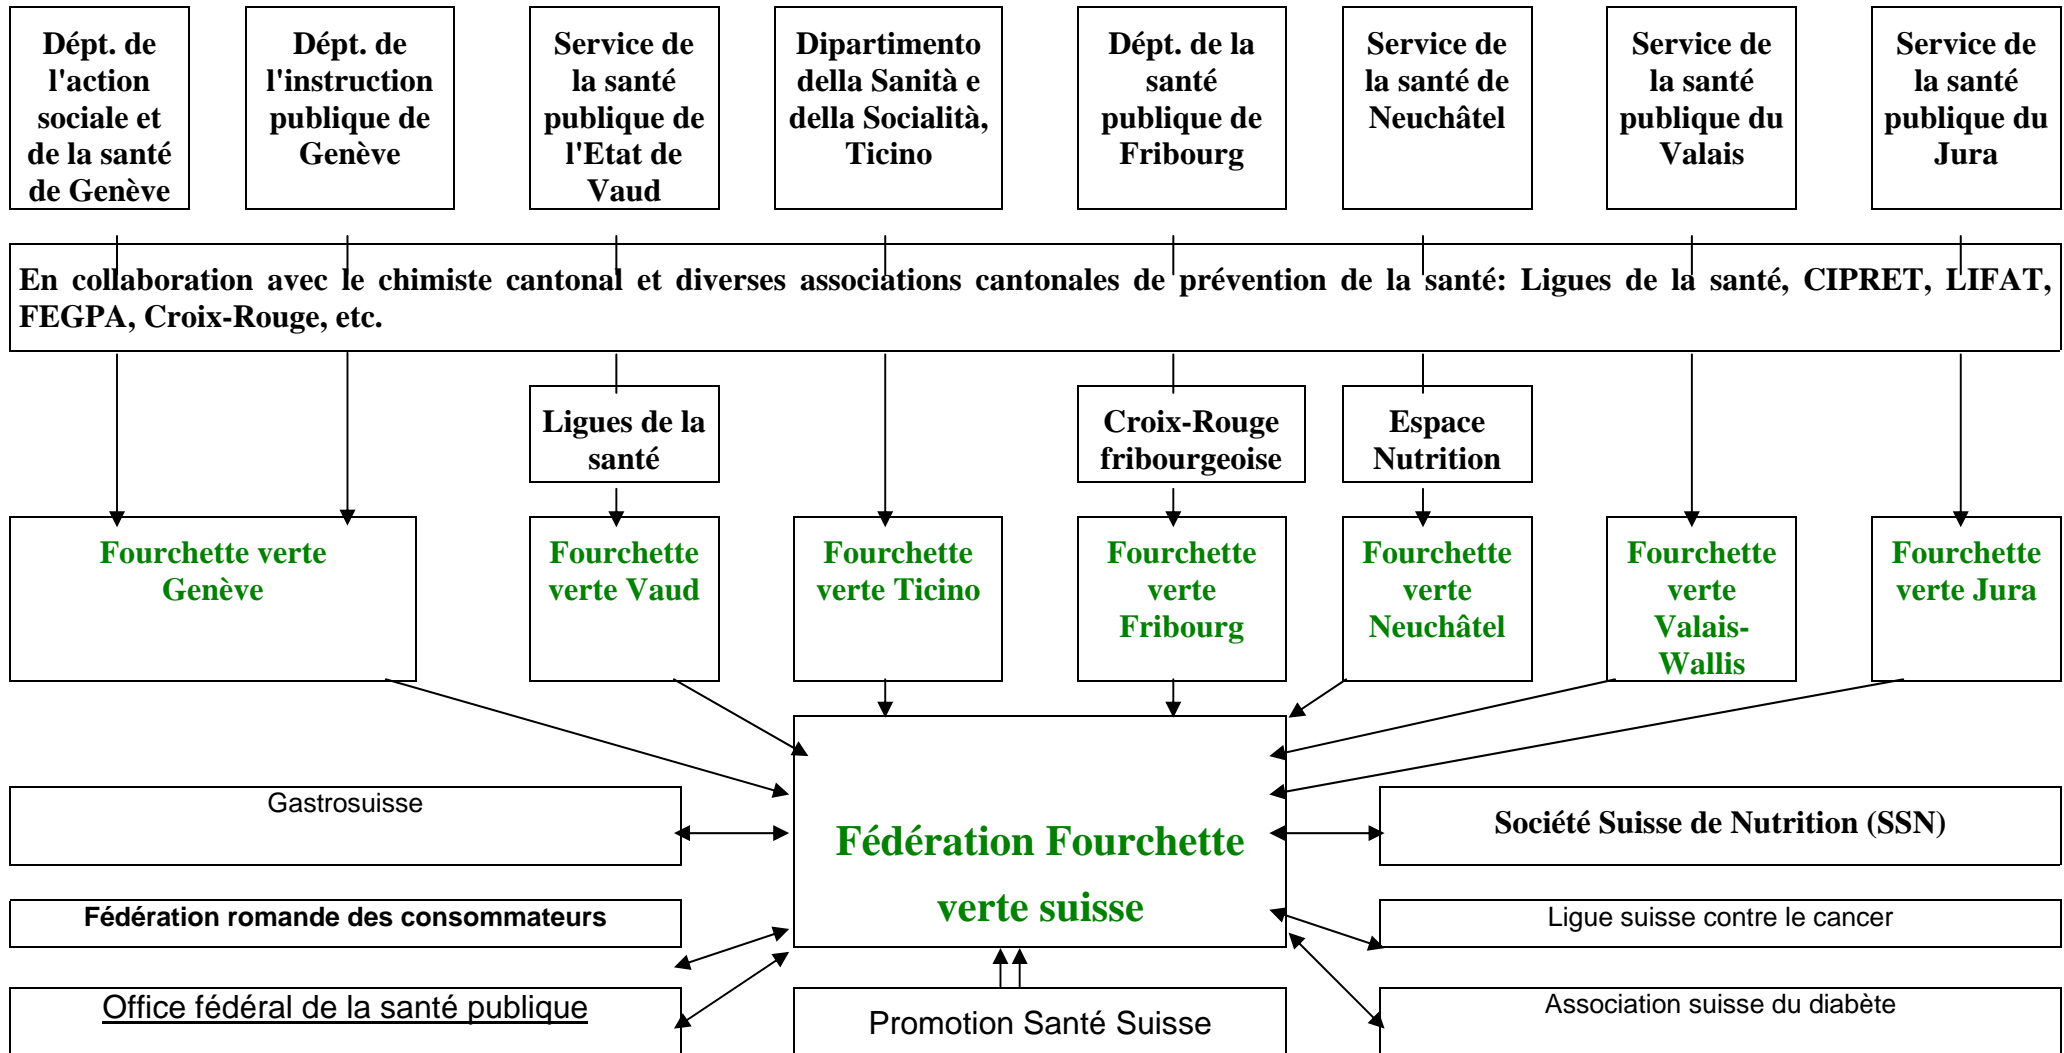 Dépt. de
l'action
sociale et
de la santé
de Genève
Dépt. de
l'instruction
publique de
Genève
Service de
la santé
publique de
l'Etat de
Vaud
Dipartimento
della Sanità e
della Socialità,
Ticino
Dépt. de la
santé
publique de
Fribourg
Service de
la santé de
Neuchâtel
Service de
la santé
publique du
Valais
Service de
la santé
publique du
Jura
En collaboration avec le chimiste cantonal et diverses associations cantonales de prévention de la santé: Ligues de la santé, CIPRET, LIFAT,
FEGPA, Croix-Rouge, etc.
Ligues de la
santé
Croix-Rouge
fribourgeoise
Espace
Nutrition
Fourchette verte
Genève
Fourchette
verte Vaud
Fourchette
verte Ticino
Fourchette
verte
Fribourg
Fourchette
verte
Neuchâtel
Fourchette
verte
Valais-
Wallis
Fourchette
verte Jura
Gastrosuisse
Fédération Fourchette
verte suisse
Société Suisse de Nutrition (SSN)
Fédération romande des consommateurs
Ligue suisse contre le cancer
Office fédéral de la santé publique
Promotion Santé Suisse
Association suisse du diabète